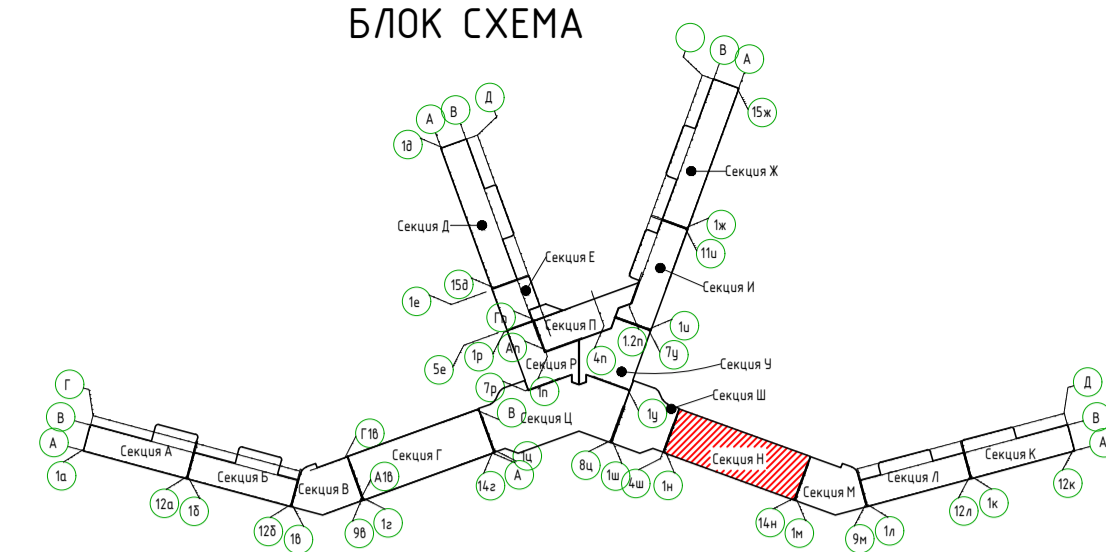 БЛОК СХЕМА
В
А
15ж
Д
В
А
1д
Секция Ж
Секция Д
1ж
11и
Секция Е
15д
1е
Секция И
Гп
Секция П
1и
Ап
1.2п
7у
1р
4п
5е
Секция Р
Секция У
7р
1п
Г
Секция Ш
Д
В
В
Секция Ц
1у
В
А
Секция А
Г1в
А
1а
Секция Г
1ц
Секция Н
Секция К
Секция Б
А
8ц
1ш
4ш
1н
Секция Л
12к
12а
1б
Секция В
А1в
14г
Секция М
1к
12л
12б
1в
9в
1г
14н
1м
9м
1л